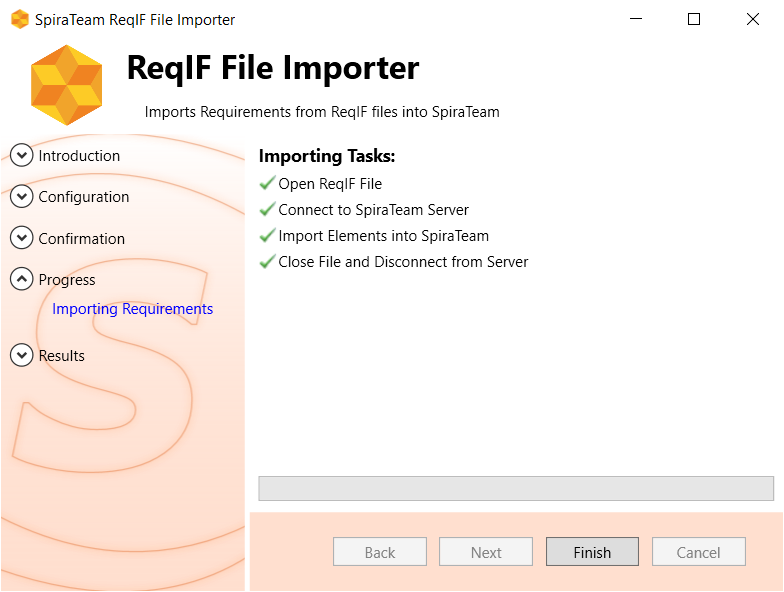 SpiraTeam ReqIF File Importer
ReqIF File Importer
Imports Requirements from ReqIF files into SpiraTeam
Introduction
Configuration
Confirmation
Progress
Importing Requirements
Results
Importing Tasks:
Open ReqIF File
Connect to SpiraTeam Server
Import Elements into SpiraTeam
Close File and Disconnect from Server
Back
Next
Finish
Cancel